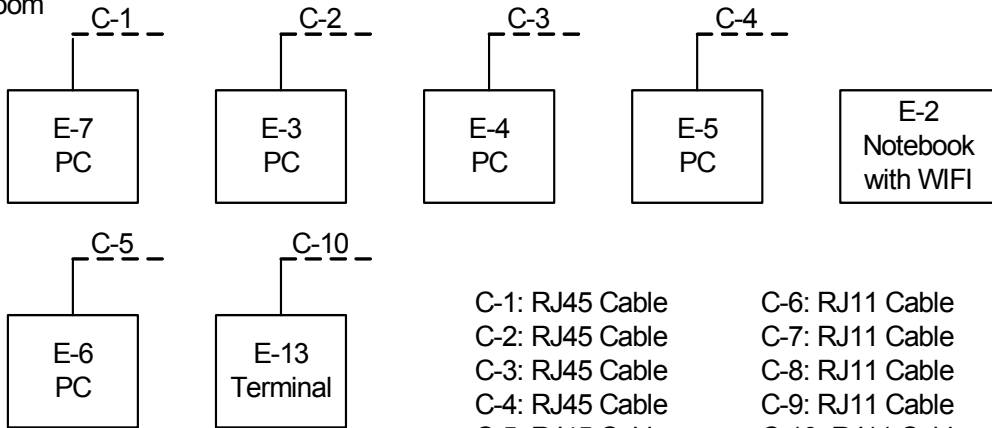 C-1
C-2
C-3
C-4
E-7
PC
E-3
PC
E-4
PC
E-5
PC
E-2
Notebook
with WIFI
C-5
C-10
E-6
PC
E-13
Terminal
C-1: RJ45 Cable
C-2: RJ45 Cable
C-3: RJ45 Cable
C-4: RJ45 Cable
C-6: RJ11 Cable
C-7: RJ11 Cable
C-8: RJ11 Cable
C-9: RJ11 Cable